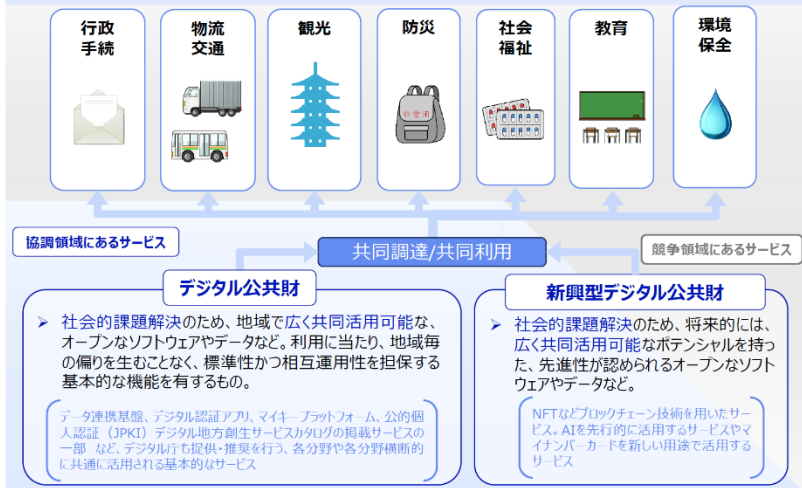 行政
手続
物流
交通
観光
防災
社会
福祉
教育
環境
保全
非常用
協調領域にあるサービス
共同調達/共同利用
競争領域にあるサービス
デジタル公共財
➢ 社会的課題解決のため、地域で広く共同活用可能な、
オープンなソフトウェアやデータなど。利用に当たり、地域毎
の偏りを生むことなく、標準性かつ相互運用性を担保する
基本的な機能を有するもの。
データ連携基盤、デジタル認証アプリ、マイキープラットフォーム、公的個
人認証（JPKI）デジタル地方創生サービスカタログの掲載サービスの
一部 など、デジタル庁も提供・推奨を行う、各分野や各分野横断的
に共通に活用される基本的なサービス
新興型デジタル公共財
➢ 社会的課題解決のため、将来的には、
広く共同活用可能なポテンシャルを持っ
た、先進性が認められるオープンなソフト
ウェアやデータなど。
NFTなどブロックチェーン技術を用いたサー
ビス。AIを先行的に活用するサービスやマ
イナンバーカードを新しい用途で活用する
サービス